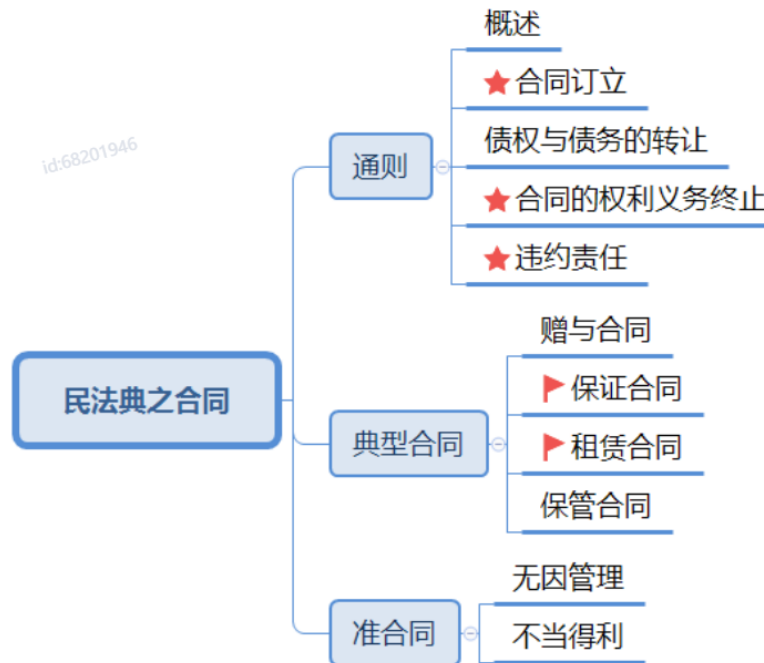 概述
★合同订立
id:68201946
通则
债权与债务的转让
★合同的权利义务终止
★违约责任
民法典之合同
赠与合同
保证合同
典型合同
租赁合同
保管合同
无因管理
准合同
不当得利